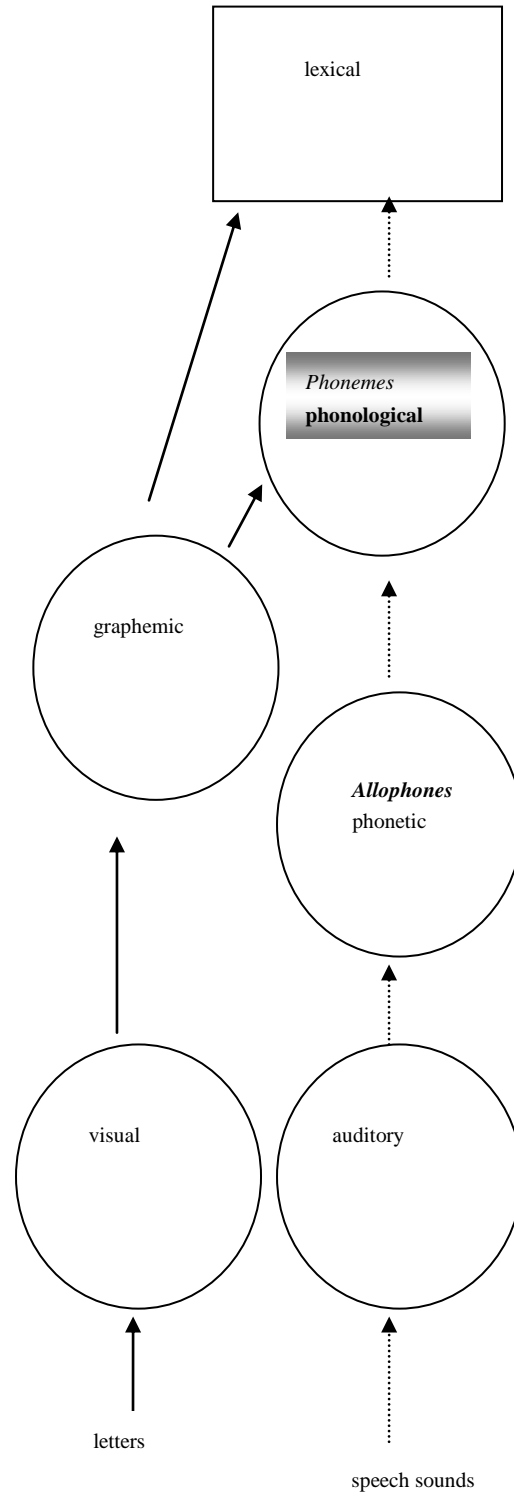 lexical
Phonemes
phonological
graphemic
Allophones
phonetic
visual
auditory
letters
speech sounds